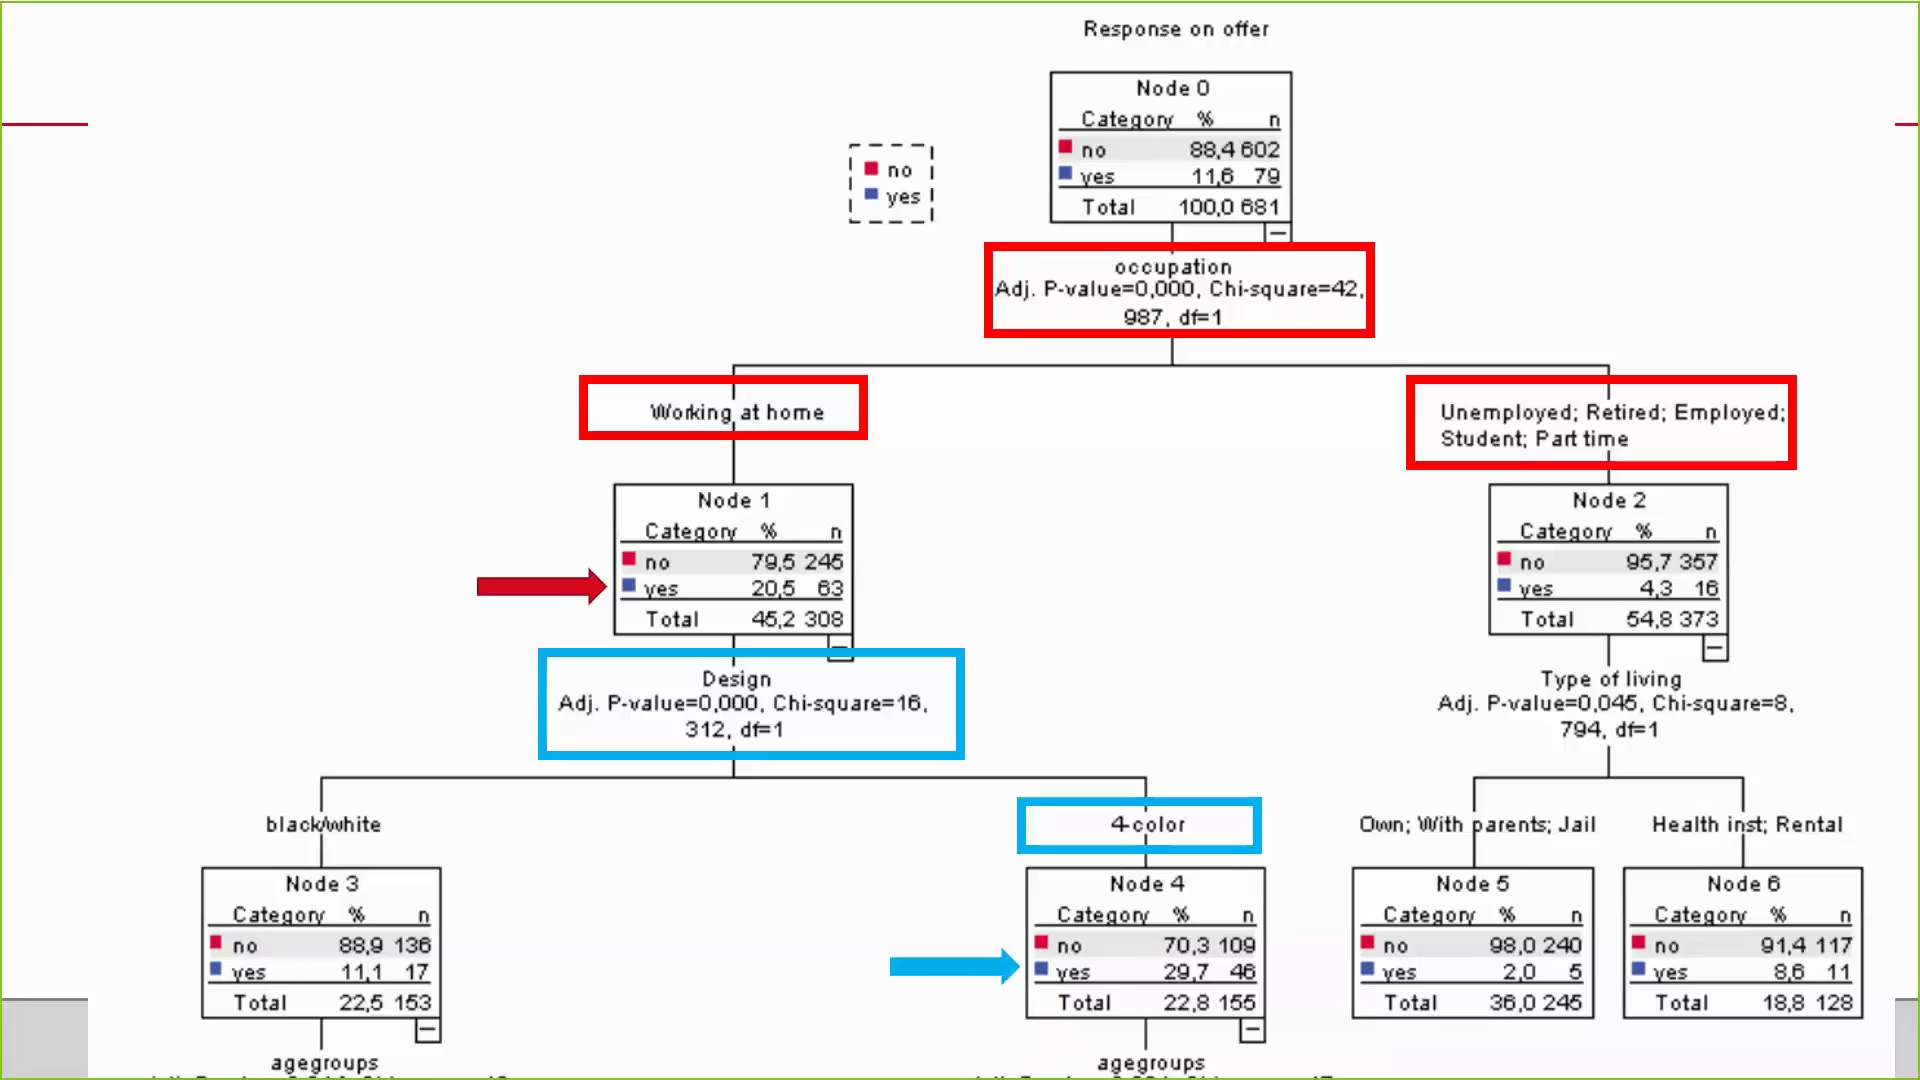 Response on offer
Node 0
Category % n
no 88,4 602
yes 11,6 79
Total 100,0 681
no
yes
occupation
Adj. P-value=0,000, Chi-square=42,
987, df=1
Working at home
Unemployed; Retired; Employed;
Student; Part time
Node 1
Category % n
no 79,5 245
yes 20,5 63
Total 45,2 308
Node 2
Category % n
no 95,7 357
yes 4,3 16
Total 54,8 373
Design
Adj. P-value=0,000, Chi-square=16,
312, df=1
Type of living
Adj. P-value=0,045, Chi-square=8,
794, df=1
black/white
4-color
Own; With parents; Jail
Health inst; Rental
Node 3
Category % n
no 88,9 136
yes 11,1 17
Total 22,5 153
Node 4
Category % n
no 70,3 109
yes 29,7 46
Total 22,8 155
Node 5
Category % n
no 98,0 240
yes 2,0 5
Total 36,0 245
Node 6
Category % n
no 91,4 117
yes 8,6 11
Total 18,8 128
agegroups
agegroups